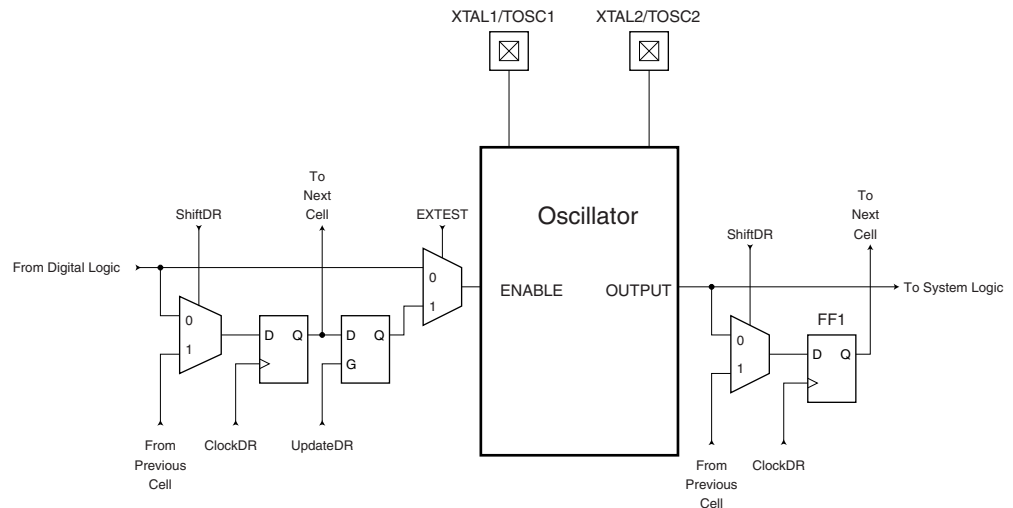 XTAL1/TOSC1
XTAL2/TOSC2
To
Next
Cell
ShiftDR
EXTEST
Oscillator
To
Next
Cell
ShiftDR
From Digital Logic
0
1
ENABLE
OUTPUT
To System Logic
0
1
D Q
D Q
G
FF1
0
1
D Q
From
Previous
Cell
ClockDR
UpdateDR
From
Previous
Cell
ClockDR